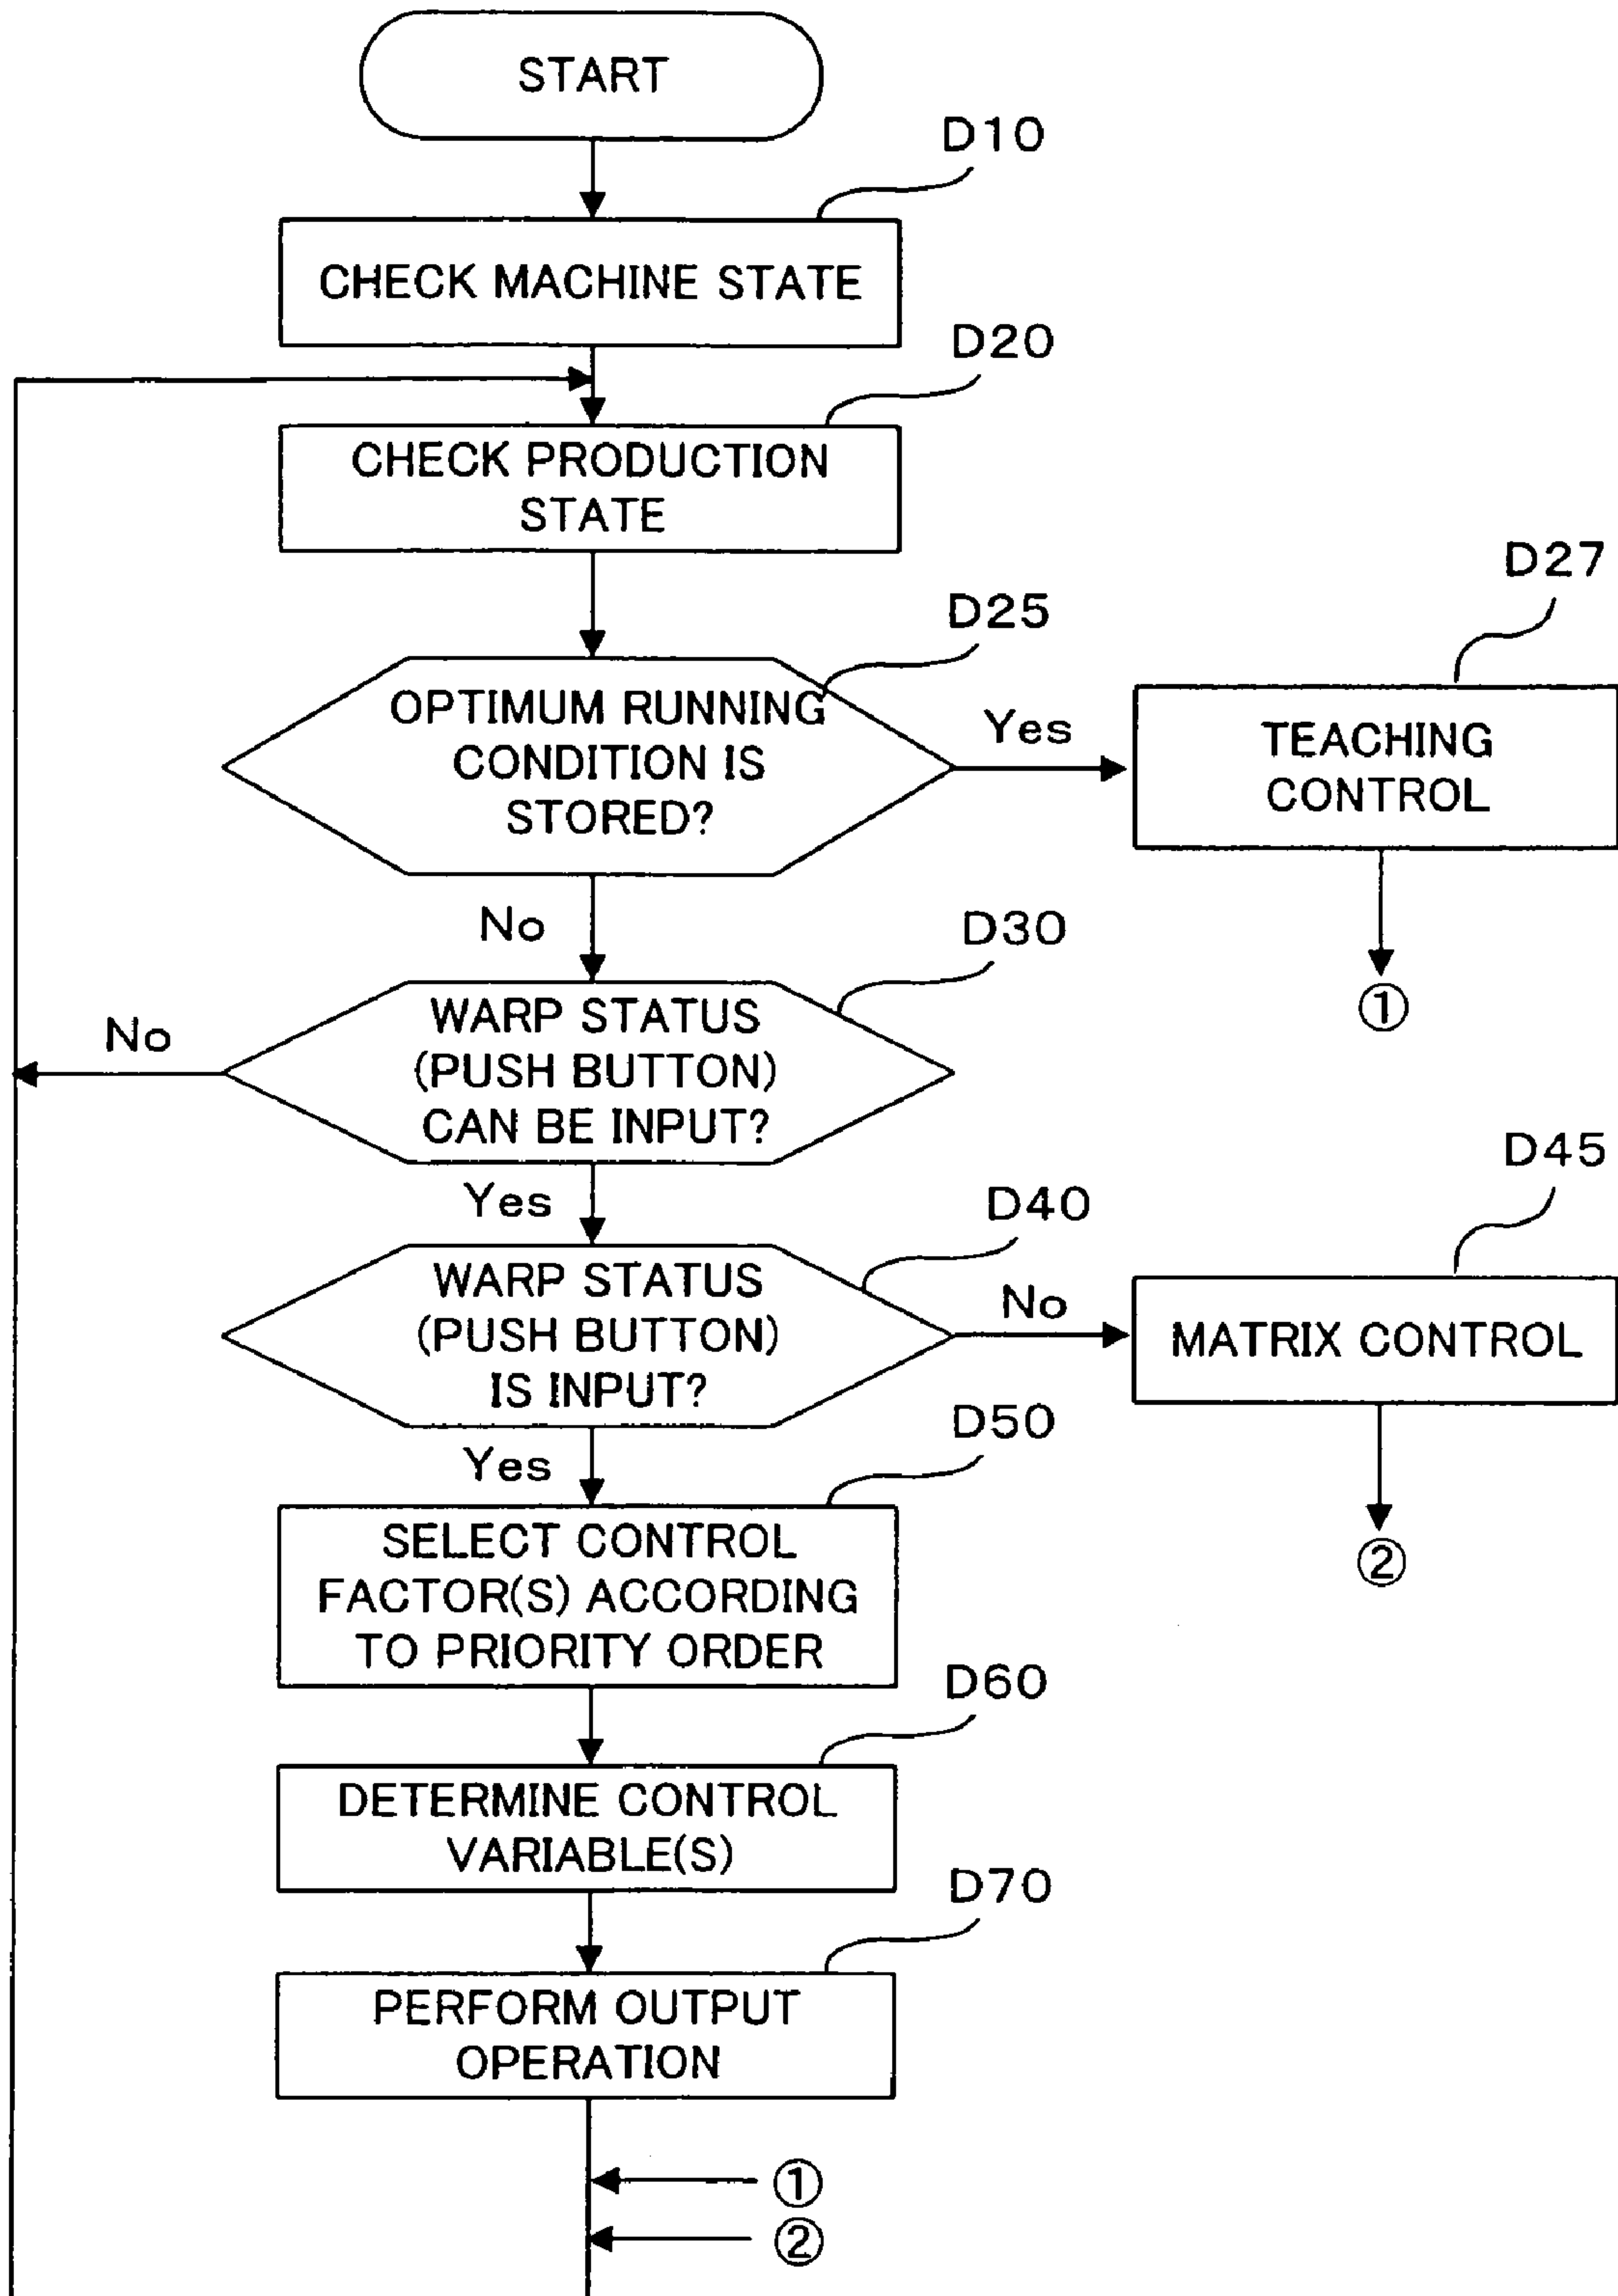 START
D10
CHECK MACHINE STATE
D20
CHECK PRODUCTION
STATE
D27
D25
OPTIMUM RUNNING
CONDITION IS
STORED?
Yes
TEACHING
CONTROL
No
①
D30
WARP STATUS
(PUSH BUTTON)
CAN BE INPUT?
No
Yes
D45
D40
WARP STATUS
(PUSH BUTTON)
IS INPUT?
No
MATRIX CONTROL
②
Yes
D50
SELECT CONTROL
FACTOR(S) ACCORDING
TO PRIORITY ORDER
D60
DETERMINE CONTROL
VARIABLE(S)
D70
PERFORM OUTPUT
OPERATION
①
②